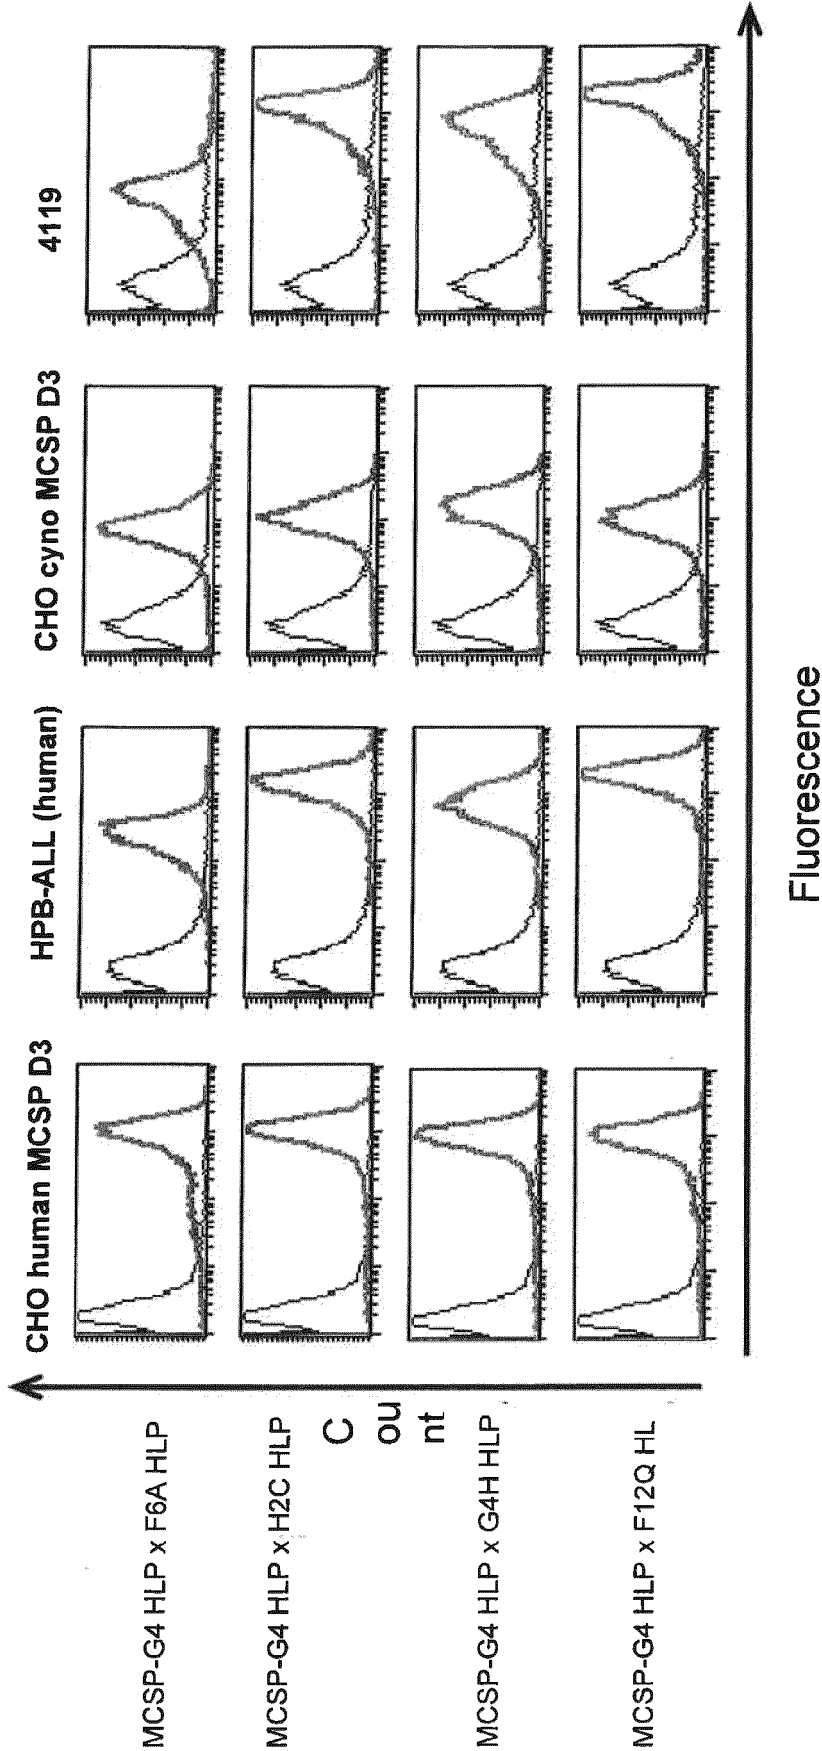 CHO human MCSP D3
HPB-ALL (human)
CHO cyno MCSP D3
4119
MCSP-G4 HLP x F6A HLP
MCSP-G4 HLP x H2C HLP
C
ou
nt
MCSP-G4 HLP x G4H HLP
MCSP-G4 HLP x F12Q HL
Fluorescence